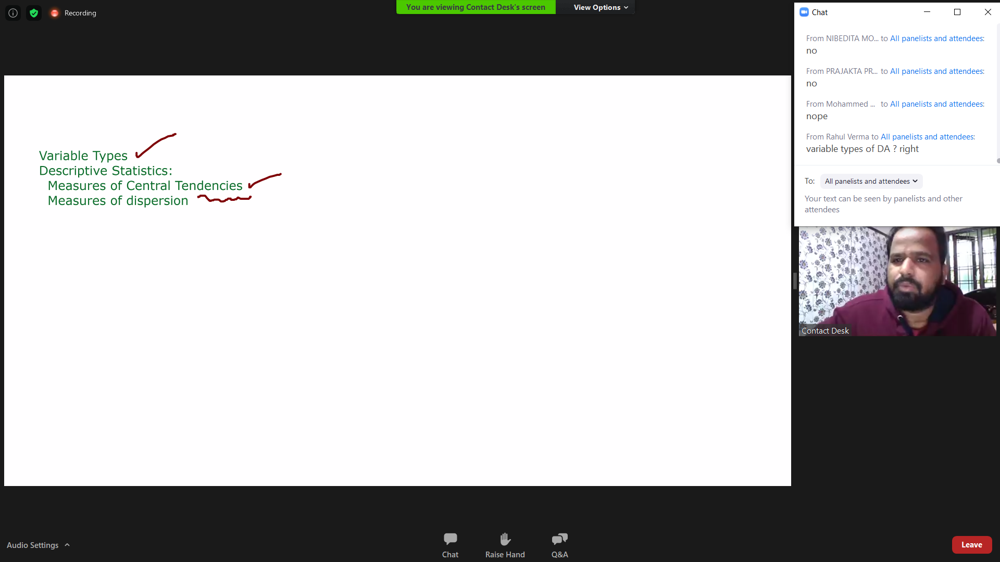 Recording
You are viewing Contact Desk's screen
View Options
Variable Types
Descriptive Statistics:
Measures of Central Tendencies
Measures of dispersion
Chat
From NIBEDITA MO... to All panelists and attendees:
no
From PRAJAKTA PR... to All panelists and attendees:
no
From Mohammed ... to All panelists and attendees:
nope
From Rahul Verma to All panelists and attendees:
variable types of DA ? right
To: All panelists and attendees
Your text can be seen by panelists and other
attendees
Contact Desk
Audio Settings
Chat
Raise Hand
Q&A
Leave